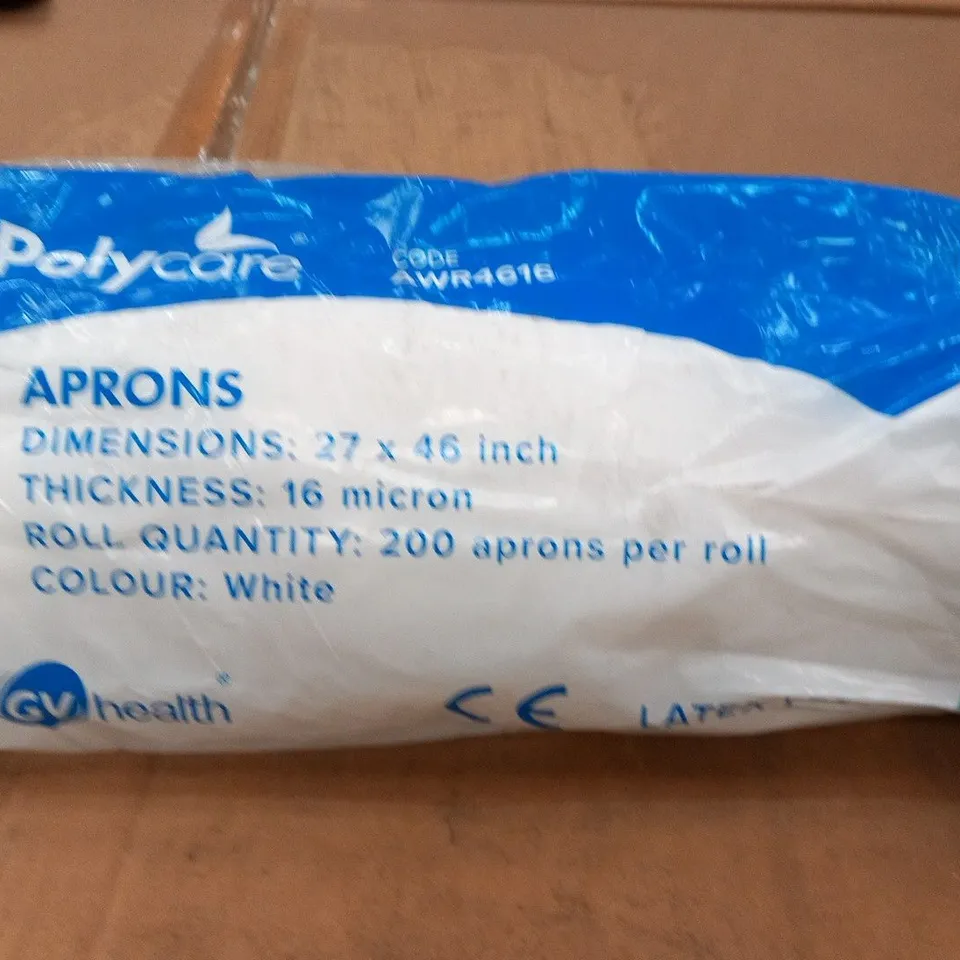 Polycare®
CODE
AWR4616
APRONS
DIMENSIONS: 27 x 46 inch
THICKNESS: 16 micron
ROLL QUANTITY: 200 aprons per roll
COLOUR: White
GV health®
CE LATEX